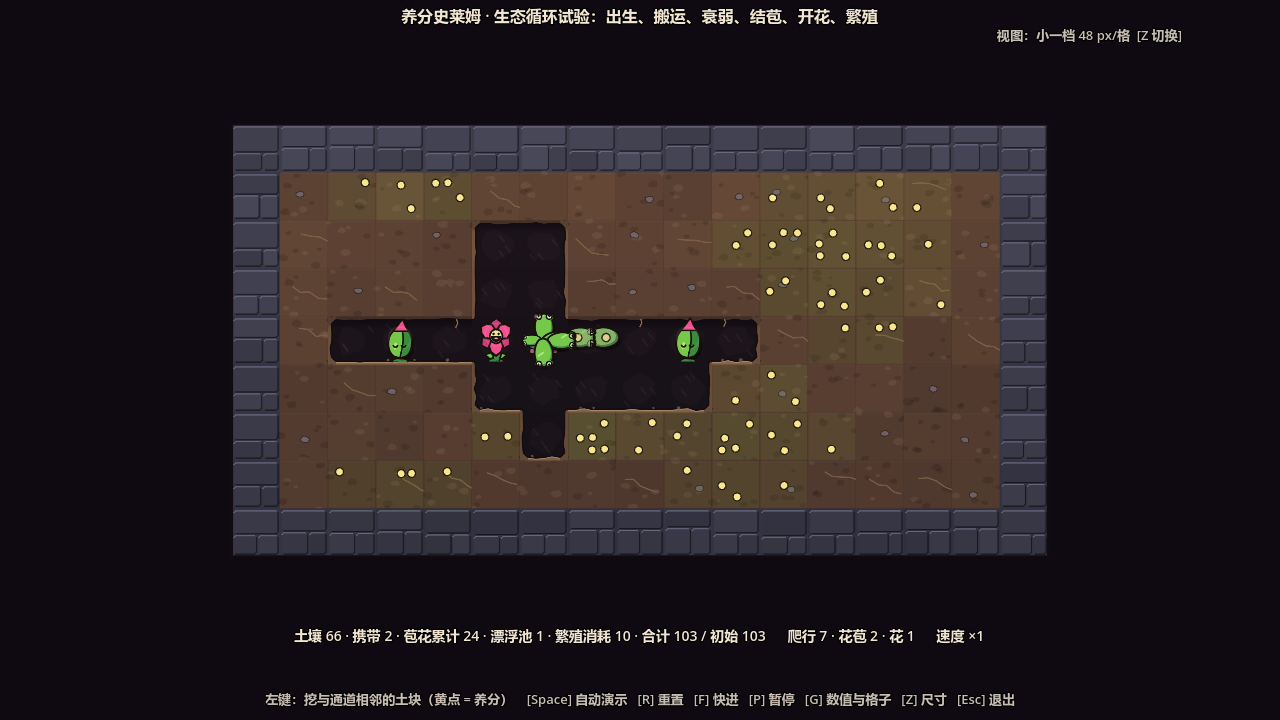 养分史莱姆 · 生态循环试验：出生、搬运、衰弱、结苞、开花、繁殖
视图：小一档 48 px/格 [Z 切换]
土壤 66 · 携带 2 · 苞花累计 24 · 漂浮池 1 · 繁殖消耗 10 · 合计 103 / 初始 103 爬行 7 · 花苞 2 · 花 1 速度 ×1
左键：挖与通道相邻的土块（黄点 = 养分） [Space] 自动演示 [R] 重置 [F] 快进 [P] 暂停 [G] 数值与格子 [Z] 尺寸 [Esc] 退出